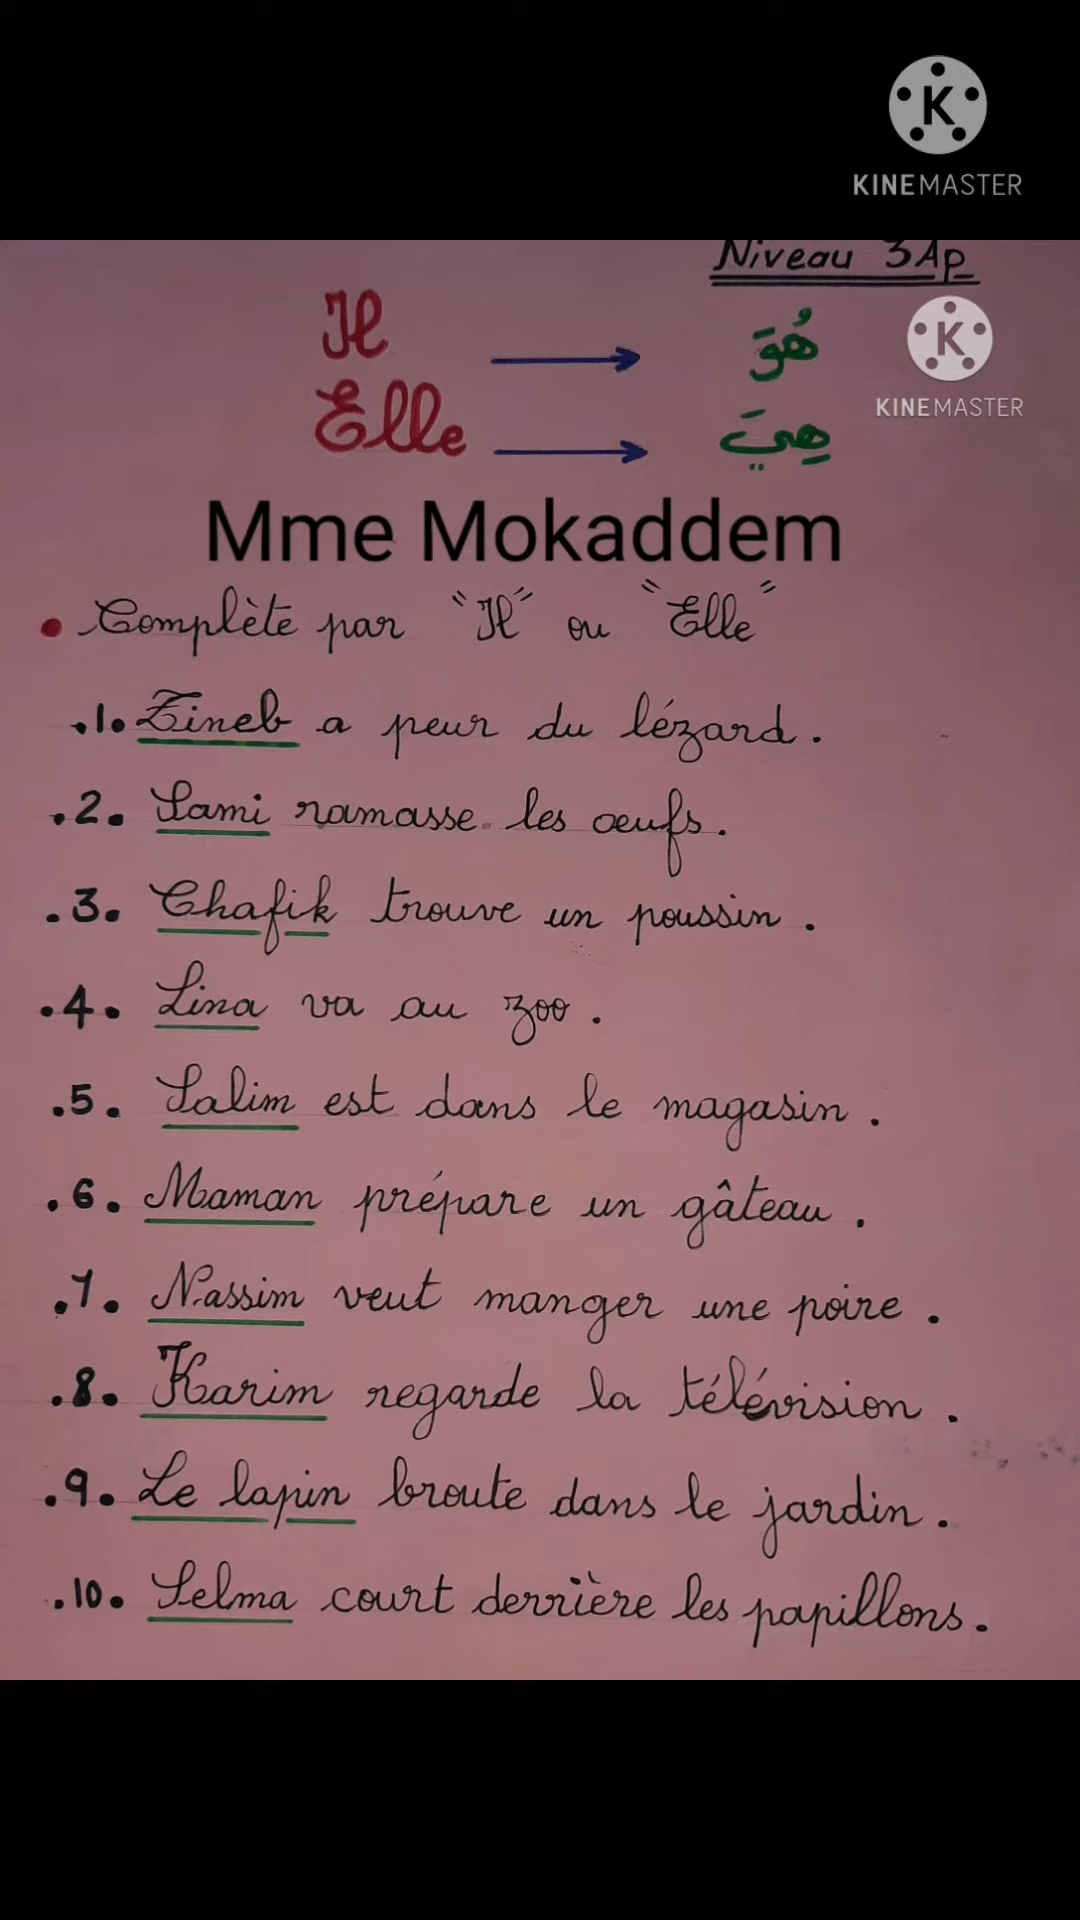 KINEMASTER
Niveau 3Ap
Il → هُوَ
KINEMASTER
Elle → هِيَ
Mme Mokaddem
• Complète par "Il" ou "Elle"
.1. Zineb a peur du lézard.
.2. Sami ramasse les œufs.
.3. Chafik trouve un poussin.
.4. Lina va au zoo.
.5. Salim est dans le magasin.
.6. Maman prépare un gâteau.
.7. Nassim veut manger une poire.
.8. Karim regarde la télévision.
.9. Le lapin broute dans le jardin.
.10. Selma court derrière les papillons.